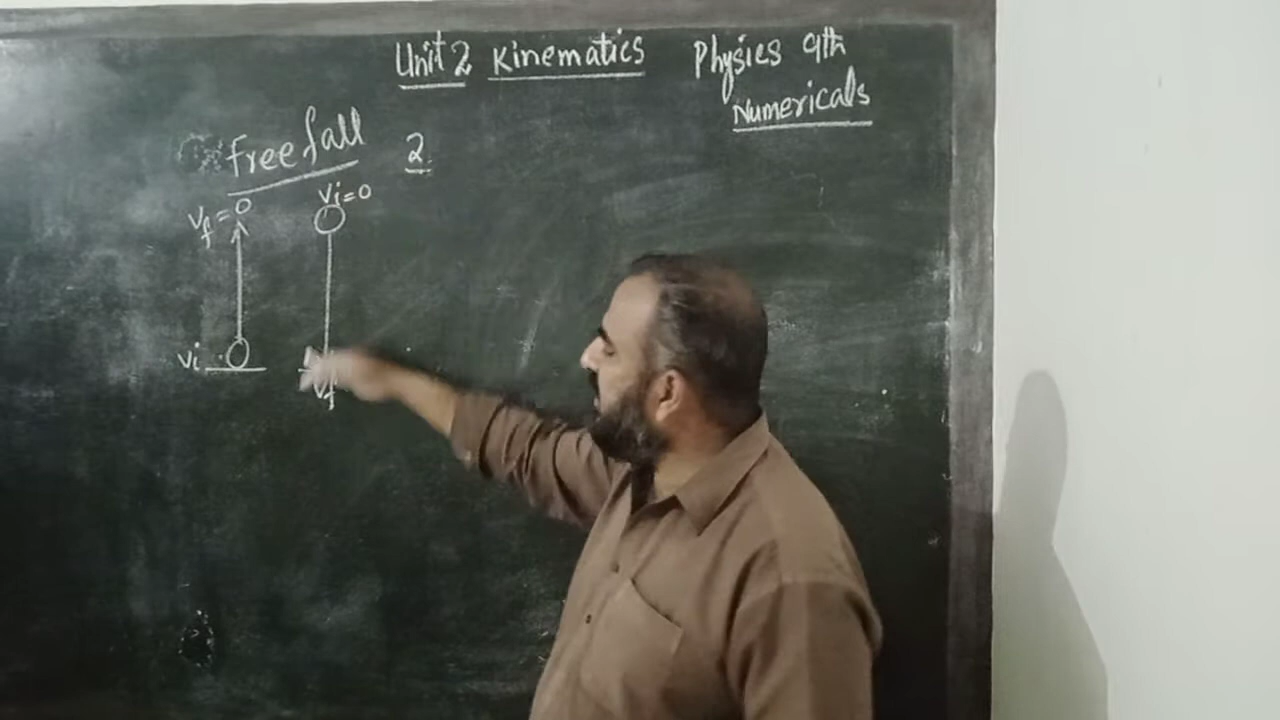 Unit 2 Kinematics Physics 9th
Numericals
free fall 2
Vf=0 Vi=0
Vi
Vf